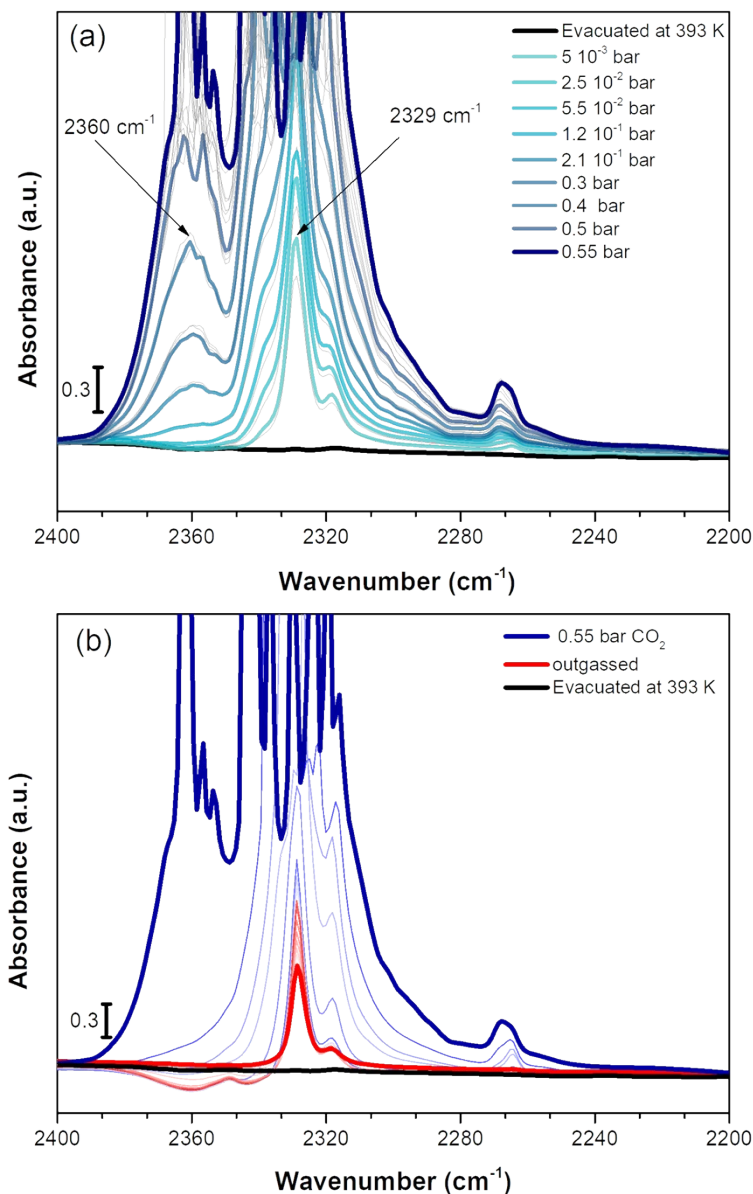 (a)
Evacuated at 393 K
5 10⁻³ bar
2.5 10⁻² bar
5.5 10⁻² bar
1.2 10⁻¹ bar
2.1 10⁻¹ bar
0.3 bar
0.4 bar
0.5 bar
0.55 bar
2360 cm⁻¹
2329 cm⁻¹
Absorbance (a.u.)
0.3
2400 2360 2320 2280 2240 2200
Wavenumber (cm⁻¹)
(b)
0.55 bar CO₂
outgassed
Evacuated at 393 K
Absorbance (a.u.)
0.3
2400 2360 2320 2280 2240 2200
Wavenumber (cm⁻¹)